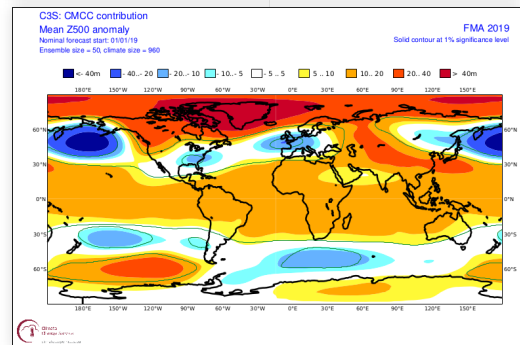 C3S: CMCC contribution
Mean Z500 anomaly
FMA 2019
Nominal forecast start: 01/01/19
Solid contour at 1% significance level
Ensemble size = 50, climate size = 960
<- 40m -40..- 20 -20..- 10 -10..- 5 - 5 .. 5 5 .. 10 10.. 20 20.. 40 > 40m
180°E 150°W 120°W 90°W 60°W 30°W 0°E 30°E 60°E 90°E 120°E 150°E
60°N 60°N
30°N 30°N
0°N 0°N
30°S 30°S
60°S 60°S
180°E 150°W 120°W 90°W 60°W 30°W 0°E 30°E 60°E 90°E 120°E 150°E